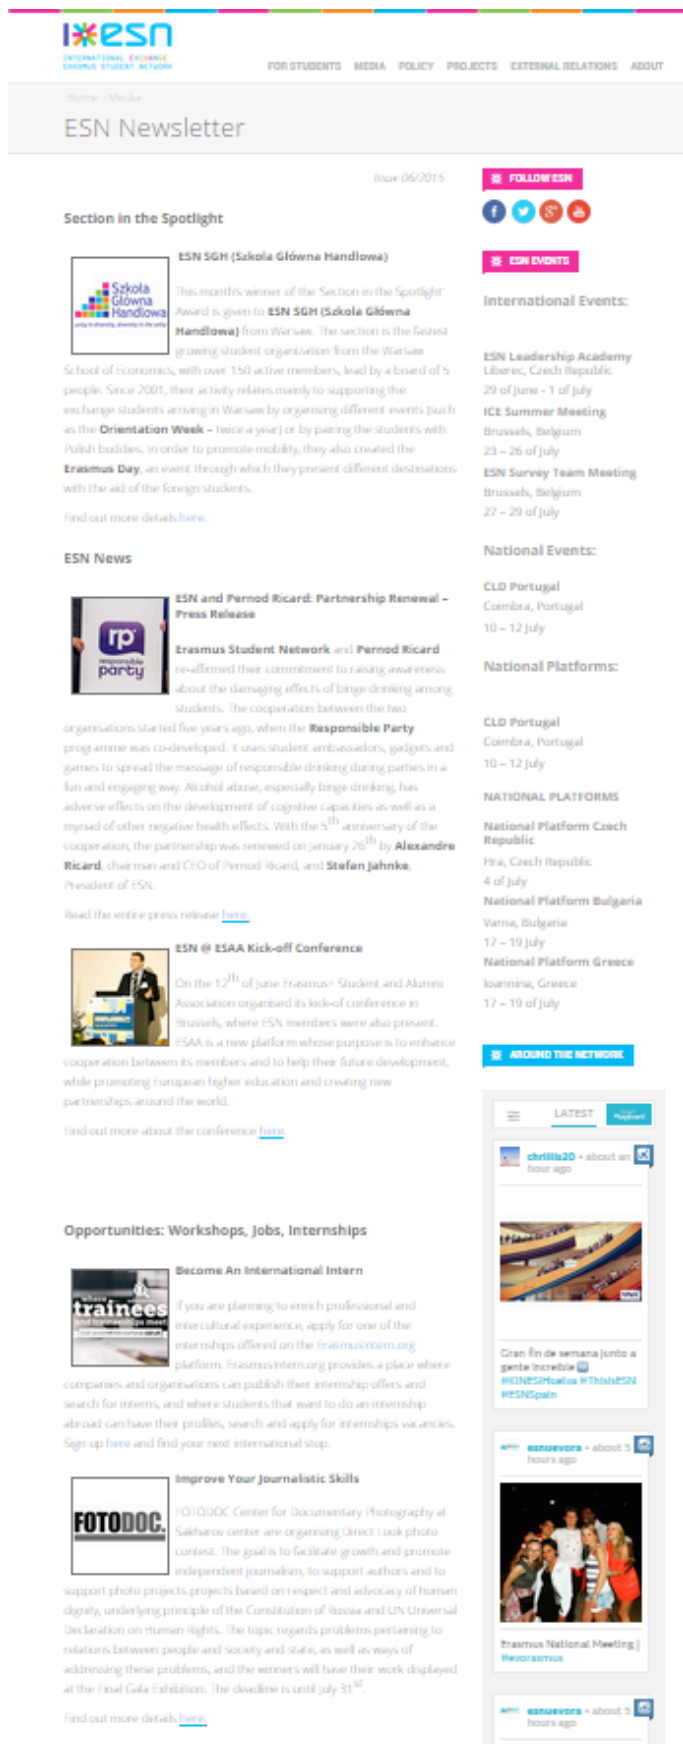 esn
INTERNATIONAL EXCHANGE
ERASMUS STUDENT NETWORK
FOR STUDENTS MEDIA POLICY PROJECTS EXTERNAL RELATIONS ABOUT
Home Media
ESN Newsletter
Issue 06/2015
Section in the Spotlight
ESN SGH (Szkoła Główna Handlowa)
Szkoła
Główna
Handlowa
unity in diversity, diversity in the unity
This month's winner of the 'Section in the Spotlight'
Award is given to ESN SGH (Szkoła Główna
Handlowa) from Warsaw. The section is the fastest
growing student organization from the Warsaw
School of Economics, with over 150 active members, lead by a board of 5
people. Since 2001, their activity relates mainly to supporting the
exchange students arriving in Warsaw by organising different events (such
as the Orientation Week – twice a year) or by pairing the students with
Polish buddies. In order to promote mobility, they also created the
Erasmus Day, an event through which they present different destinations
with the aid of the foreign students.
Find out more details here.
ESN News
ESN and Pernod Ricard: Partnership Renewal –
Press Release
rp
responsible
party
Erasmus Student Network and Pernod Ricard
re-affirmed their commitment to raising awareness
about the damaging effects of binge drinking among
students. The cooperation between the two
organisations started five years ago, when the Responsible Party
programme was co-developed. It uses student ambassadors, gadgets and
games to spread the message of responsible drinking during parties in a
fun and engaging way. Alcohol abuse, especially binge drinking, has
adverse effects on the development of cognitive capacities as well as a
myriad of other negative health effects. With the 5th anniversary of the
cooperation, the partnership was renewed on january 26th by Alexandre
Ricard, chairman and CEO of Pernod Ricard, and Stefan Jahnke,
President of ESN.
Read the entire press release here.
ESN @ ESAA Kick-off Conference
On the 12th of June Erasmus+ Student and Alumni
Association organised its kick-of conference in
Brussels, where ESN members were also present.
ESAA is a new platform whose purpose is to enhance
cooperation between its members and to help their future development,
while promoting European higher education and creating new
partnerships around the world.
Find out more about the conference here.
Opportunities: Workshops, Jobs, Internships
Become An International Intern
where
trainees
and traineeships meet
If you are planning to enrich professional and
intercultural experience, apply for one of the
internships offered on the Erasmusintern.org
platform. Erasmusintern.org provides a place where
companies and organisations can publish their internship offers and
search for interns, and where students that want to do an internship
abroad can have their profiles, search and apply for internships vacancies.
Sign up here and find your next international stop.
Improve Your Journalistic Skills
FOTODOC.
FOTODOC Center for Documentary Photography at
Sakharov center are organising Direct Look photo
contest. The goal is to facilitate growth and promote
independent journalism, to support authors and to
support photo projects projects based on respect and advocacy of human
dignity, underlying principle of the Constitution of Russia and UN Universal
Declaration on Human Rights. The topic regards problems pertaining to
relations between people and society and state, as well as ways of
addressing these problems, and the winners will have their work displayed
at the Final Gala Exhibition. The deadline is until July 31st.
Find out more details here.
FOLLOW ESN
ESN EVENTS
International Events:
ESN Leadership Academy
Liberec, Czech Republic
29 of June - 1 of July
ICE Summer Meeting
Brussels, Belgium
23 – 26 of July
ESN Survey Team Meeting
Brussels, Belgium
27 – 29 of July
National Events:
CLD Portugal
Coimbra, Portugal
10 – 12 July
National Platforms:
CLD Portugal
Coimbra, Portugal
10 – 12 July
NATIONAL PLATFORMS
National Platform Czech
Republic
Hra, Czech Republic
4 of July
National Platform Bulgaria
Varna, Bulgaria
17 – 19 July
National Platform Greece
Ioannina, Greece
17 – 19 of July
AROUND THE NETWORK
LATEST
chriiiis20 • about an
hour ago
Gran fin de semana junto a
gente increíble
#KINESIHuelva #ThisisESN
#ESNSpain
esnuevora • about 5
hours ago
Erasmus National Meeting |
#evorasmus
esnuevora • about 5
hours ago